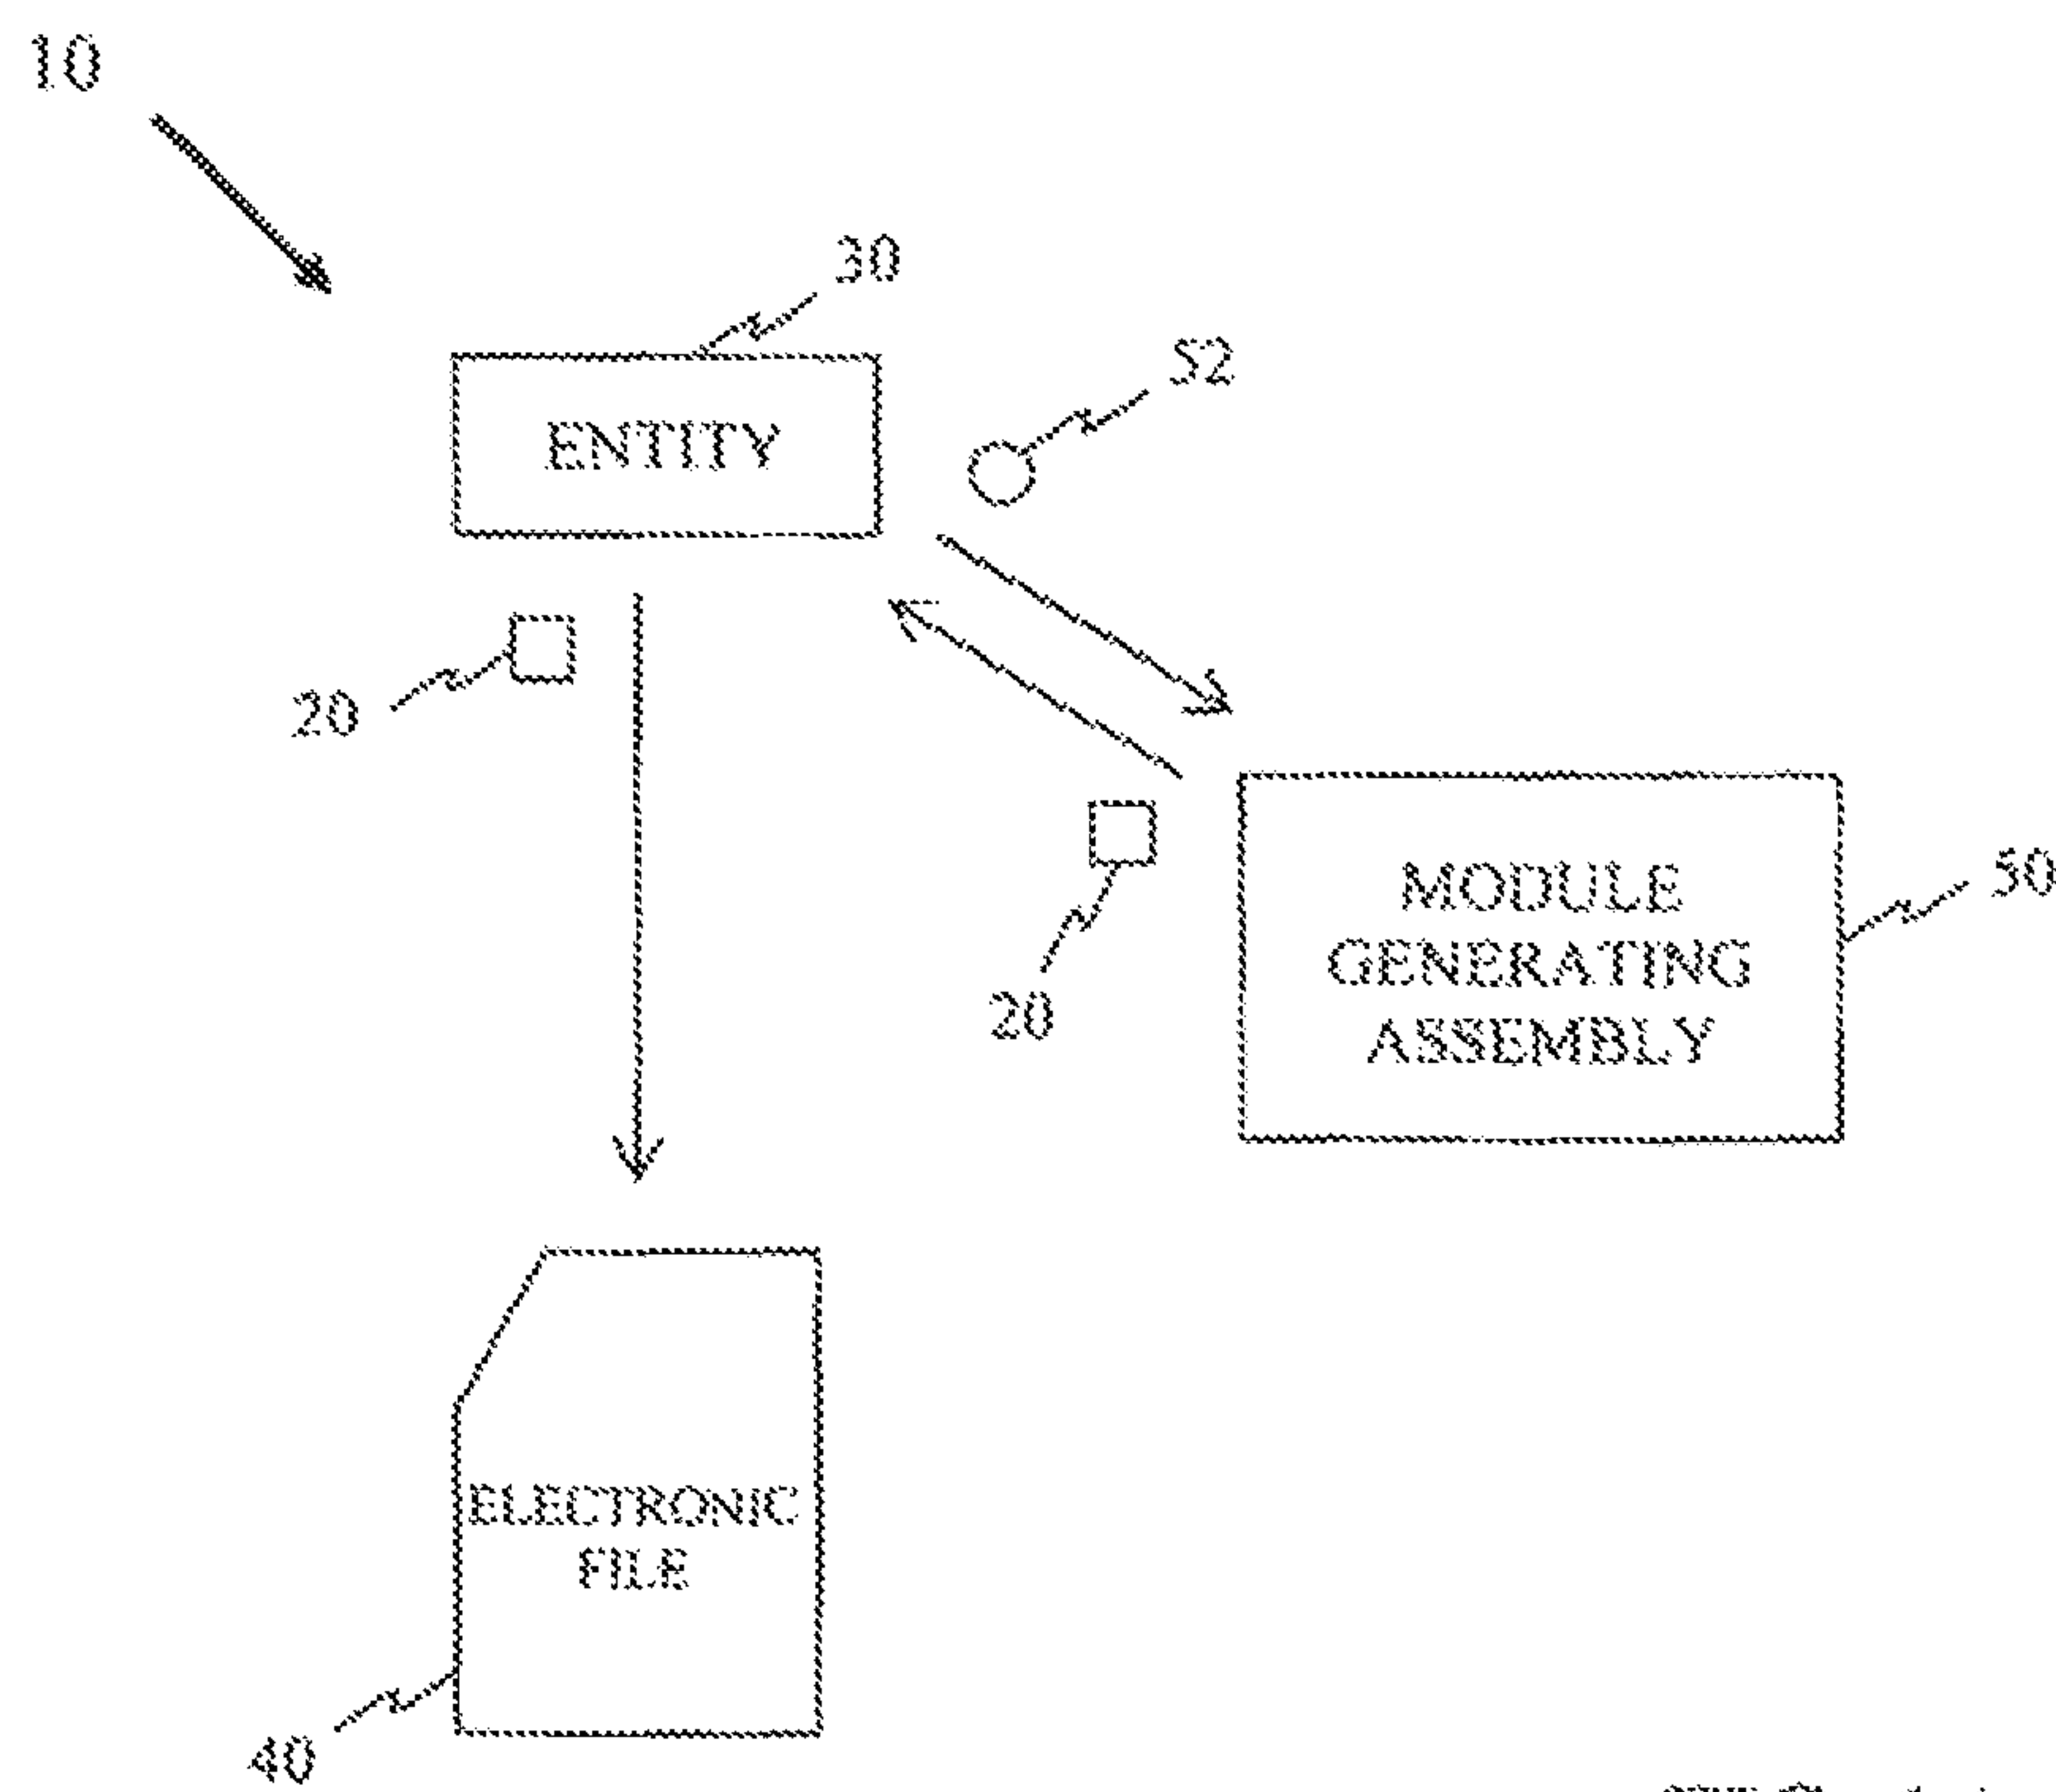 10
30
52
ENTITY
20
MODULE
GENERATING
ASSEMBLY
50
20
ELECTRONIC
FILE
40